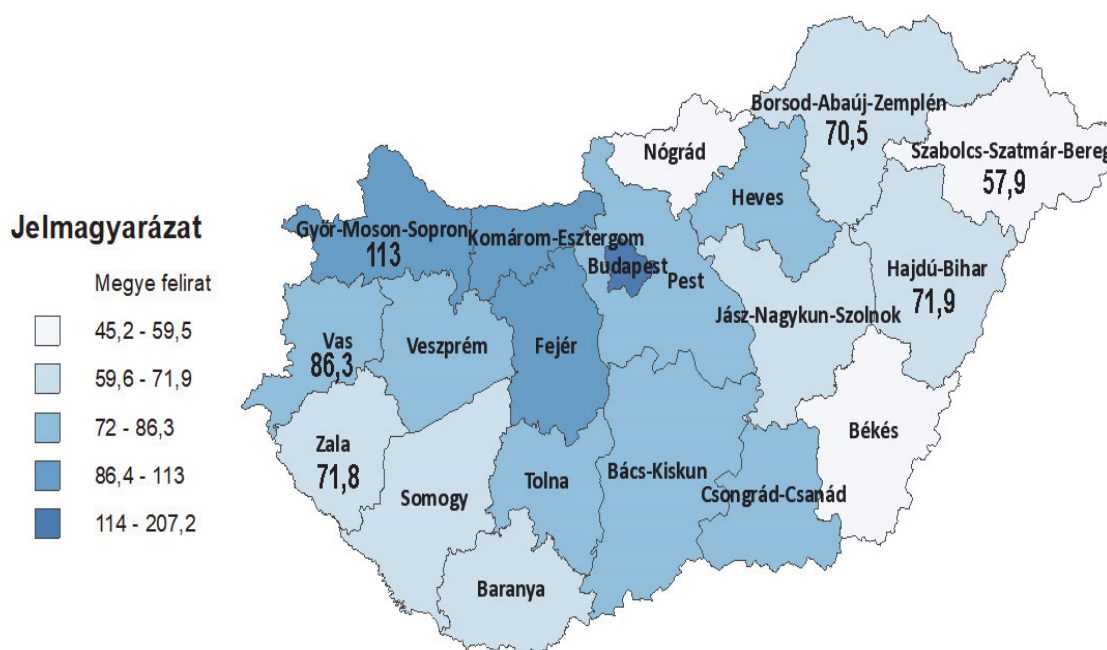 Borsod-Abaúj-Zemplén
70,5
Nógrád
Szabolcs-Szatmár-Bereg
57,9
Heves
Jelmagyarázat
Győr-Moson-Sopron
113
Komárom-Esztergom
Budapest
Pest
Hajdú-Bihar
71,9
Megye felirat
45,2 - 59,5
59,6 - 71,9
72 - 86,3
86,4 - 113
114 - 207,2
Jász-Nagykun-Szolnok
Vas
86,3
Veszprém
Fejér
Zala
71,8
Somogy
Tolna
Bács-Kiskun
Békés
Csongrád-Csanád
Baranya